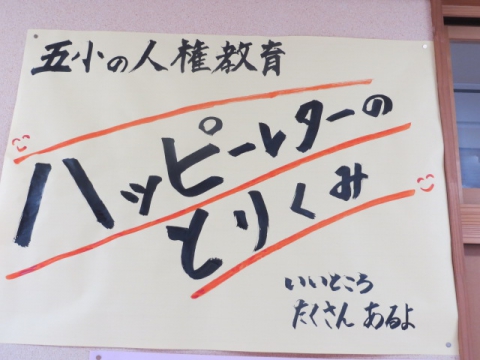 五小の人権教育
ハッピーレターの
とりくみ
いいところ
たくさん あるよ